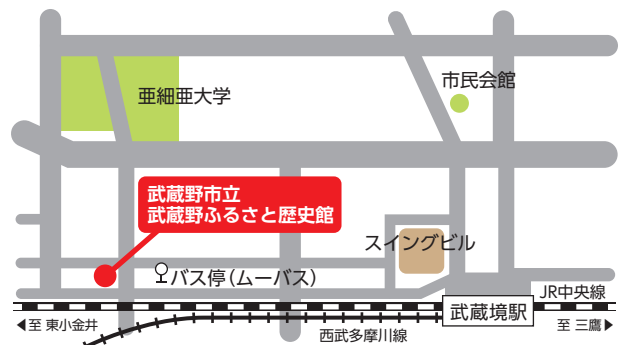 市民会館
亜細亜大学
武蔵野市立
武蔵野ふるさと歴史館
スイングビル
バス停(ムーバス)
JR中央線
武蔵境駅
至 東小金井
西武多摩川線
至 三鷹